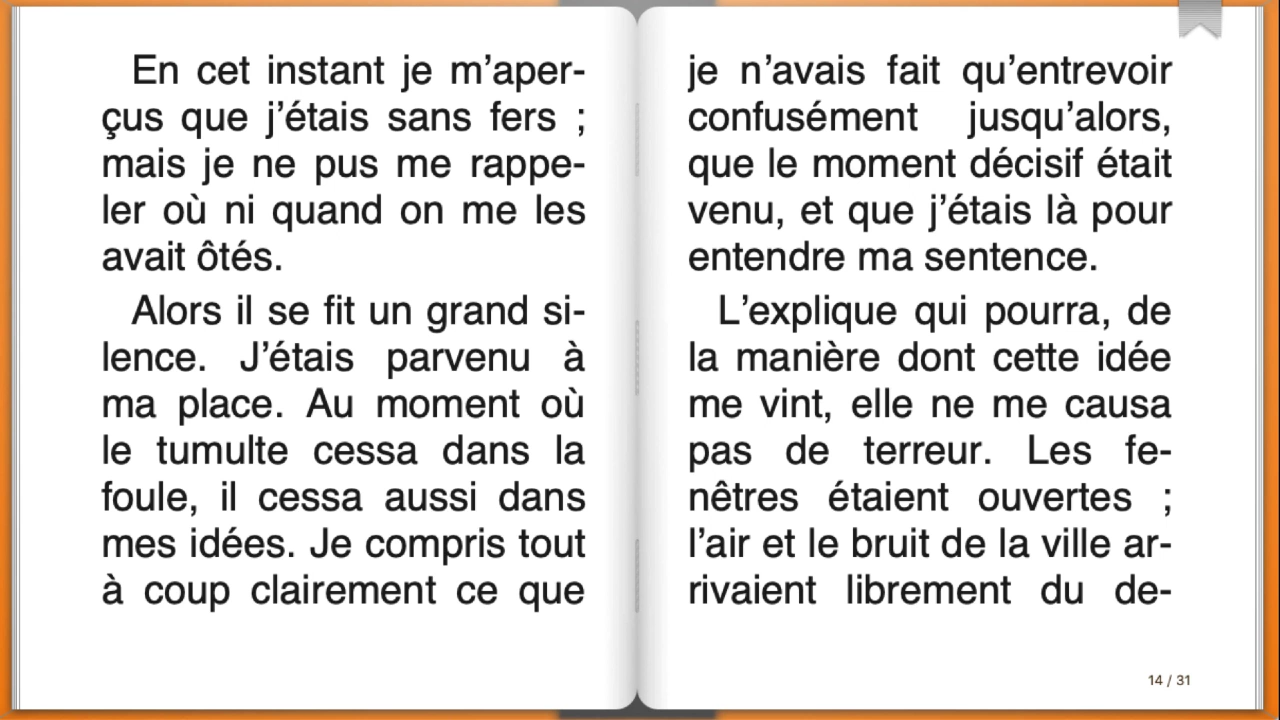 En cet instant je m’aper-
çus que j’étais sans fers ;
mais je ne pus me rappe-
ler où ni quand on me les
avait ôtés.
Alors il se fit un grand si-
lence. J’étais parvenu à
ma place. Au moment où
le tumulte cessa dans la
foule, il cessa aussi dans
mes idées. Je compris tout
à coup clairement ce que
je n’avais fait qu’entrevoir
confusément jusqu’alors,
que le moment décisif était
venu, et que j’étais là pour
entendre ma sentence.
L’explique qui pourra, de
la manière dont cette idée
me vint, elle ne me causa
pas de terreur. Les fe-
nêtres étaient ouvertes ;
l’air et le bruit de la ville ar-
rivaient librement du de-
14 / 31